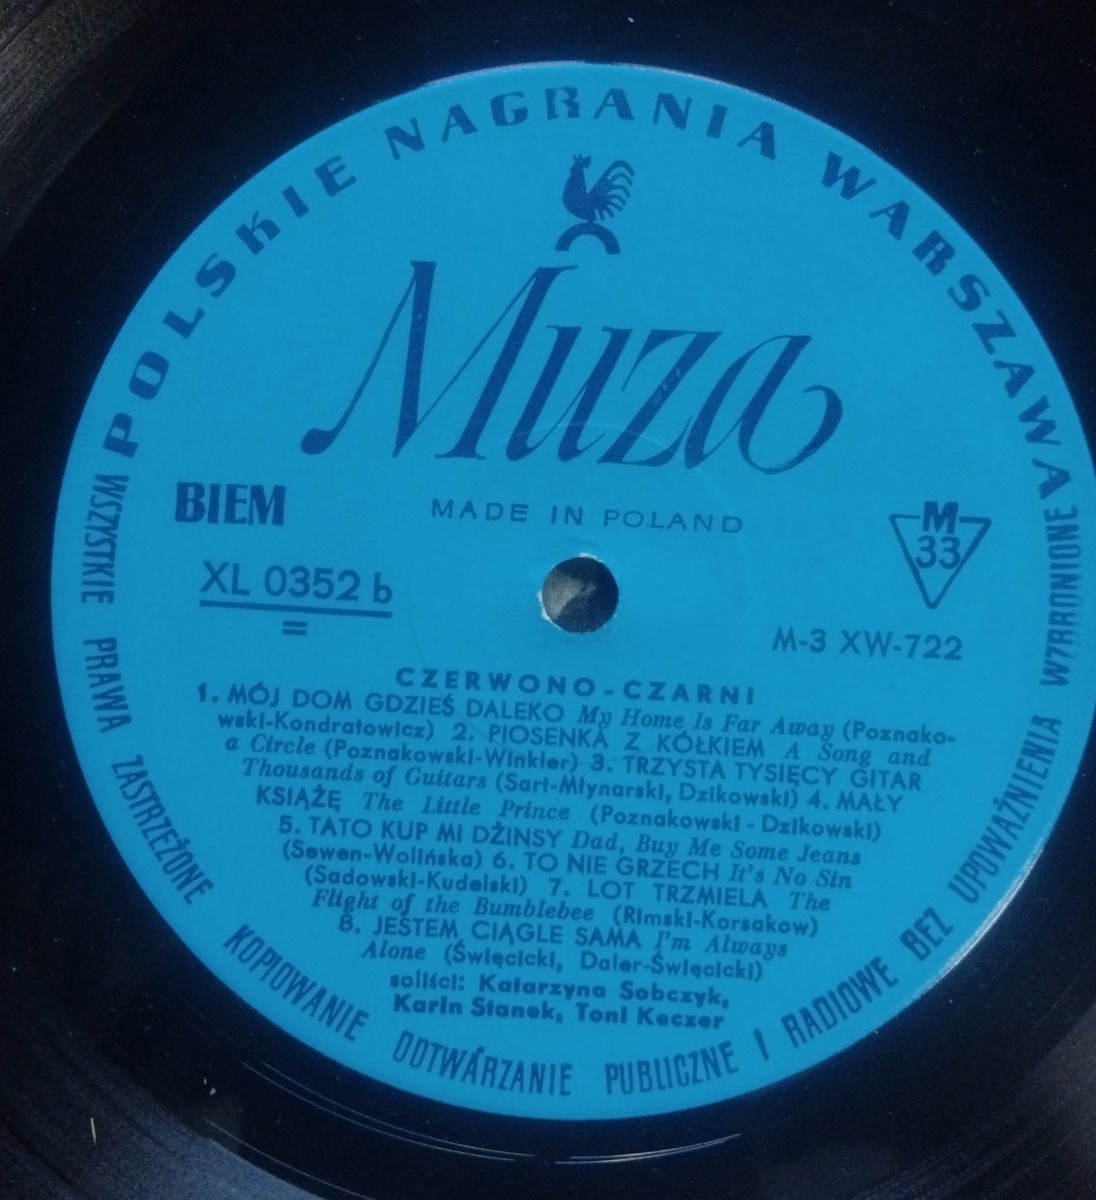 POLSKIE NAGRANIA WARSZAWA
Muza
BIEM
MADE IN POLAND
M
33
XL 0352 b
=
M-3 XW-722
CZERWONO-CZARNI
1. MÓJ DOM GDZIEŚ DALEKO My Home Is Far Away (Poznako-
wski-Kondratowicz) 2. PIOSENKA Z KÓŁKIEM A Song and
a Circle (Poznakowski-Winkler) 3. TRZYSTA TYSIĘCY GITAR
Thousands of Guitars (Sart-Młynarski, Dzikowski) 4. MAŁY
KSIĄŻĘ The Little Prince (Poznakowski - Dzikowski)
5. TATO KUP MI DŻINSY Dad, Buy Me Some Jeans
(Sewen-Wolińska) 6. TO NIE GRZECH It's No Sin
(Sadowski-Kudelski) 7. LOT TRZMIELA The
Flight of the Bumblebee (Rimski-Korsakow)
8. JESTEM CIĄGLE SAMA I'm Always
Alone (Święcicki, Daler-Święcicki)
soliści: Katarzyna Sobczyk,
Karin Stanek, Toni Keczer
WSZYSTKIE PRAWA ZASTRZEŻONE KOPIOWANIE ODTWÁRZANIE PUBLICZNE I RADIOWE BEZ UPOWAŻNIENIA WZBRONIONE